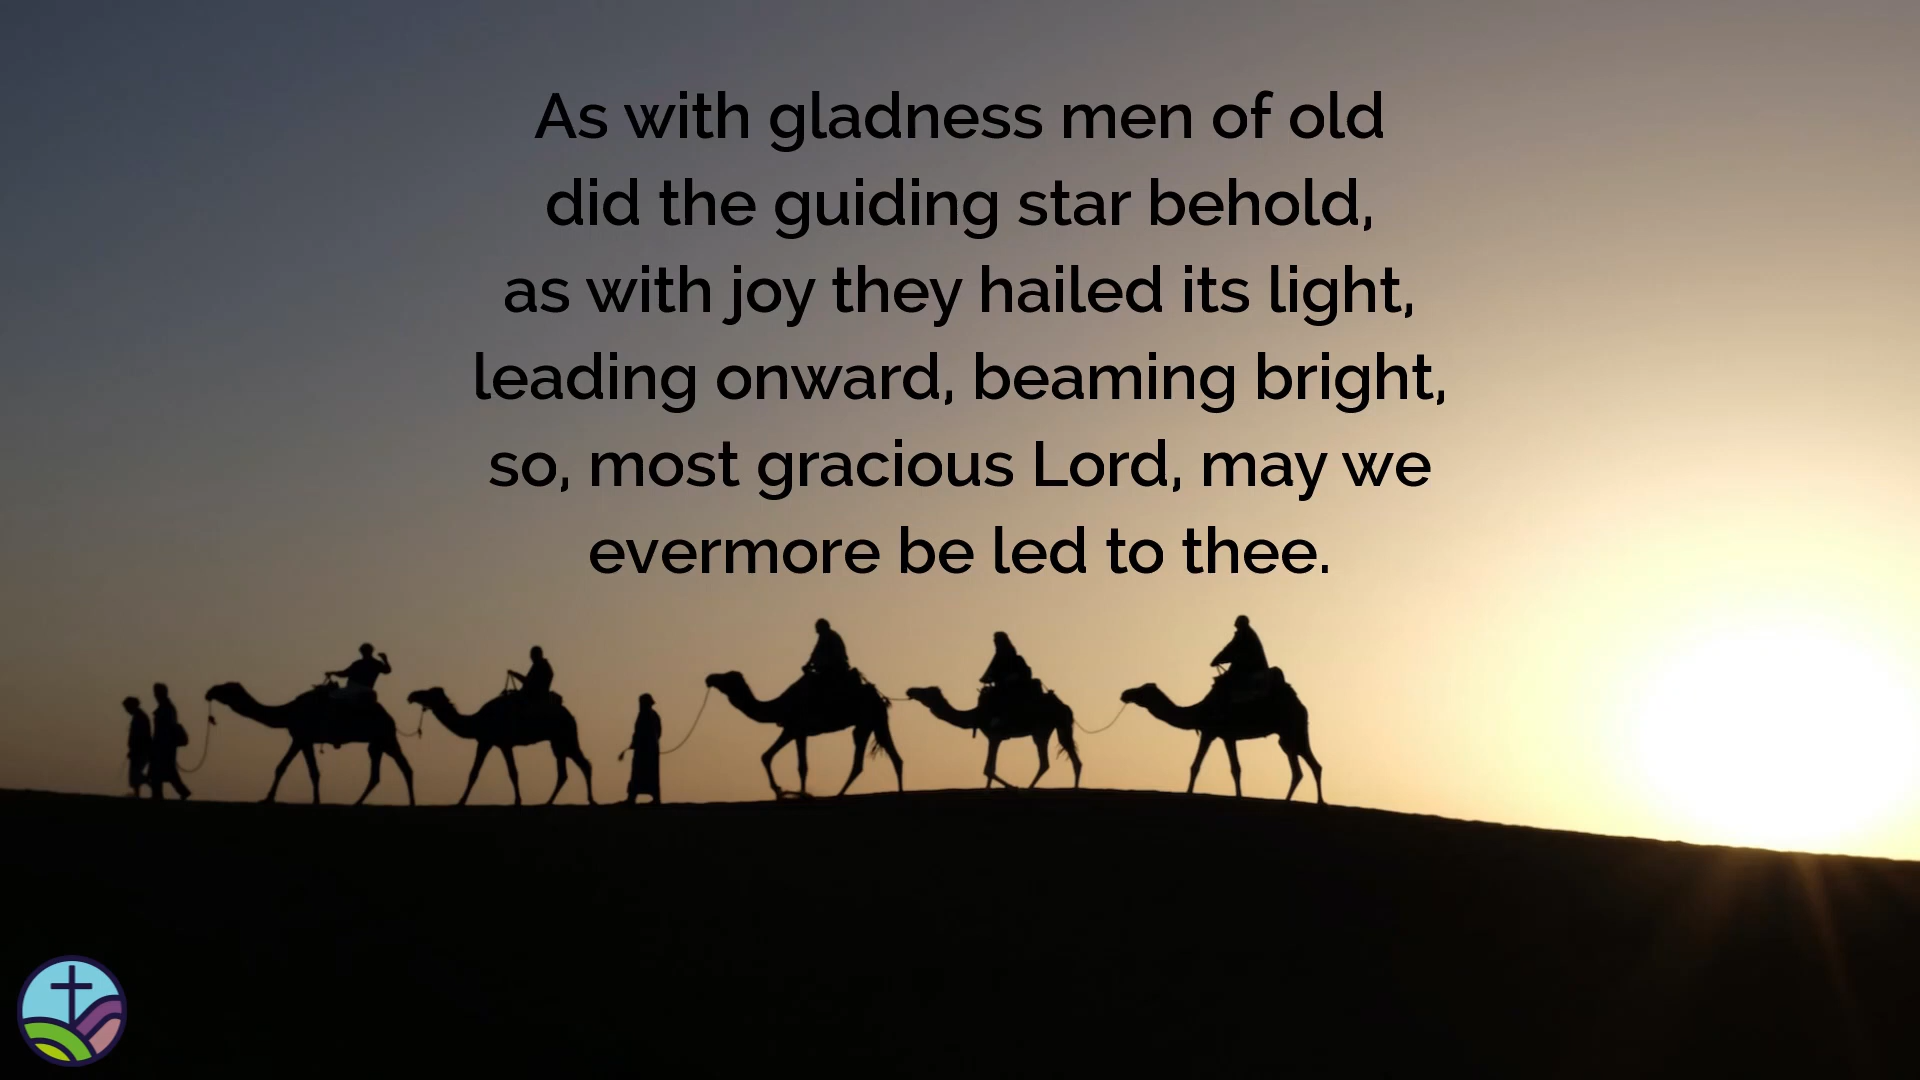 As with gladness men of old
did the guiding star behold,
as with joy they hailed its light,
leading onward, beaming bright,
so, most gracious Lord, may we
evermore be led to thee.